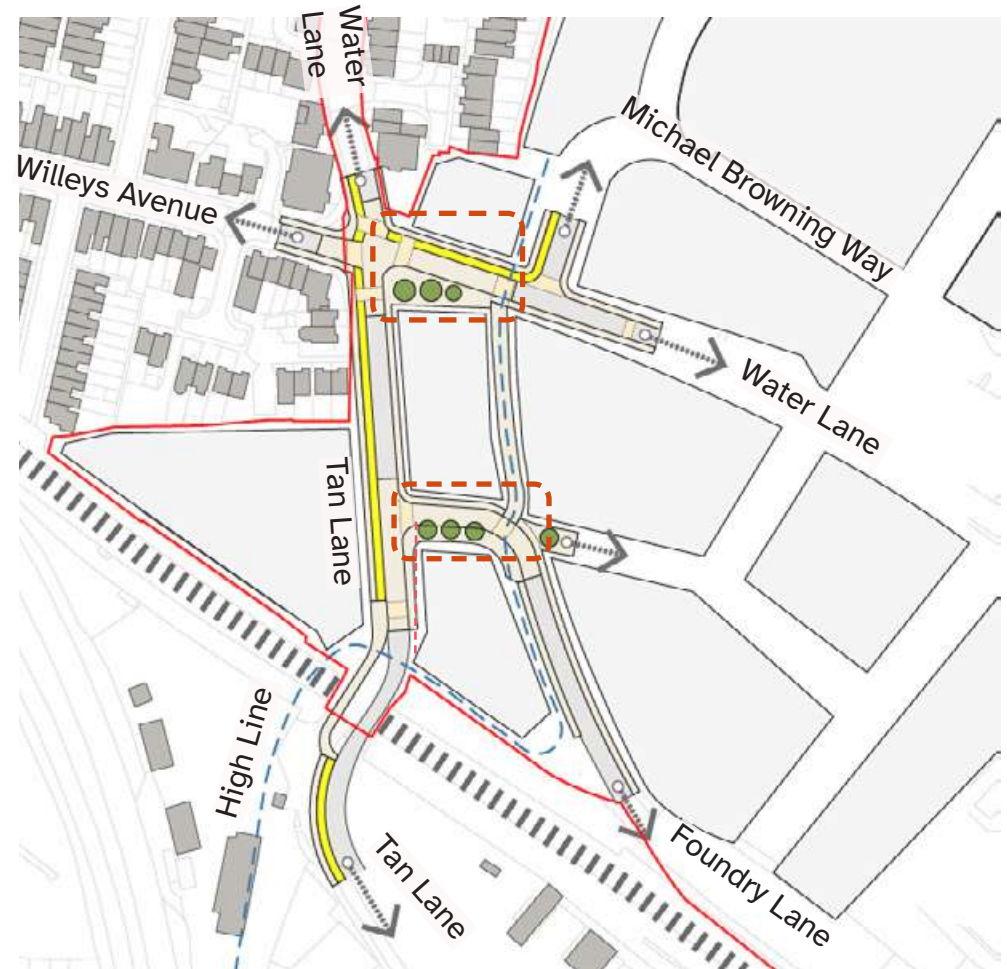 Water
Lane
Michael Browning Way
Willeys Avenue
Water Lane
Tan Lane
High Line
Tan Lane
Foundry Lane